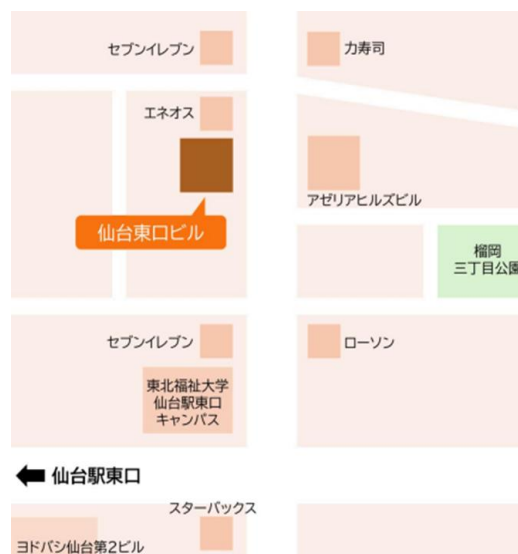 セブンイレブン
力寿司
エネオス
アゼリアヒルズビル
仙台東口ビル
榴岡
三丁目公園
セブンイレブン
ローソン
東北福祉大学
仙台駅東口
キャンパス
仙台駅東口
スターバックス
ヨドバシ仙台第2ビル